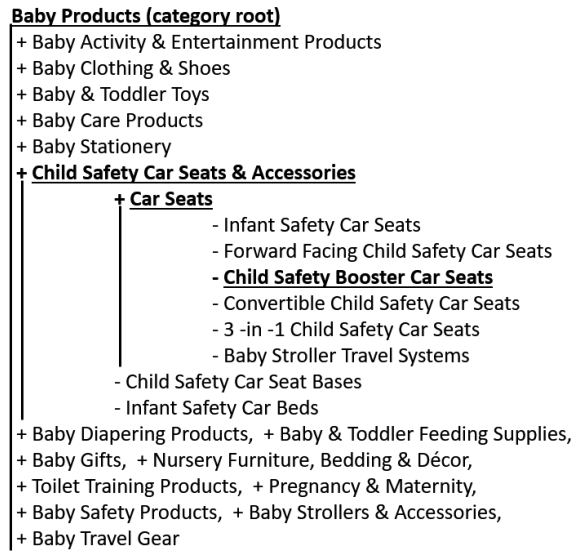 Baby Products (category root)
+ Baby Activity & Entertainment Products
+ Baby Clothing & Shoes
+ Baby & Toddler Toys
+ Baby Care Products
+ Baby Stationery
+ Child Safety Car Seats & Accessories
+ Car Seats
- Infant Safety Car Seats
- Forward Facing Child Safety Car Seats
- Child Safety Booster Car Seats
- Convertible Child Safety Car Seats
- 3 -in -1 Child Safety Car Seats
- Baby Stroller Travel Systems
- Child Safety Car Seat Bases
- Infant Safety Car Beds
+ Baby Diapering Products,  + Baby & Toddler Feeding Supplies,
+ Baby Gifts,  + Nursery Furniture, Bedding & Décor,
+ Toilet Training Products,  + Pregnancy & Maternity,
+ Baby Safety Products,  + Baby Strollers & Accessories,
+ Baby Travel Gear